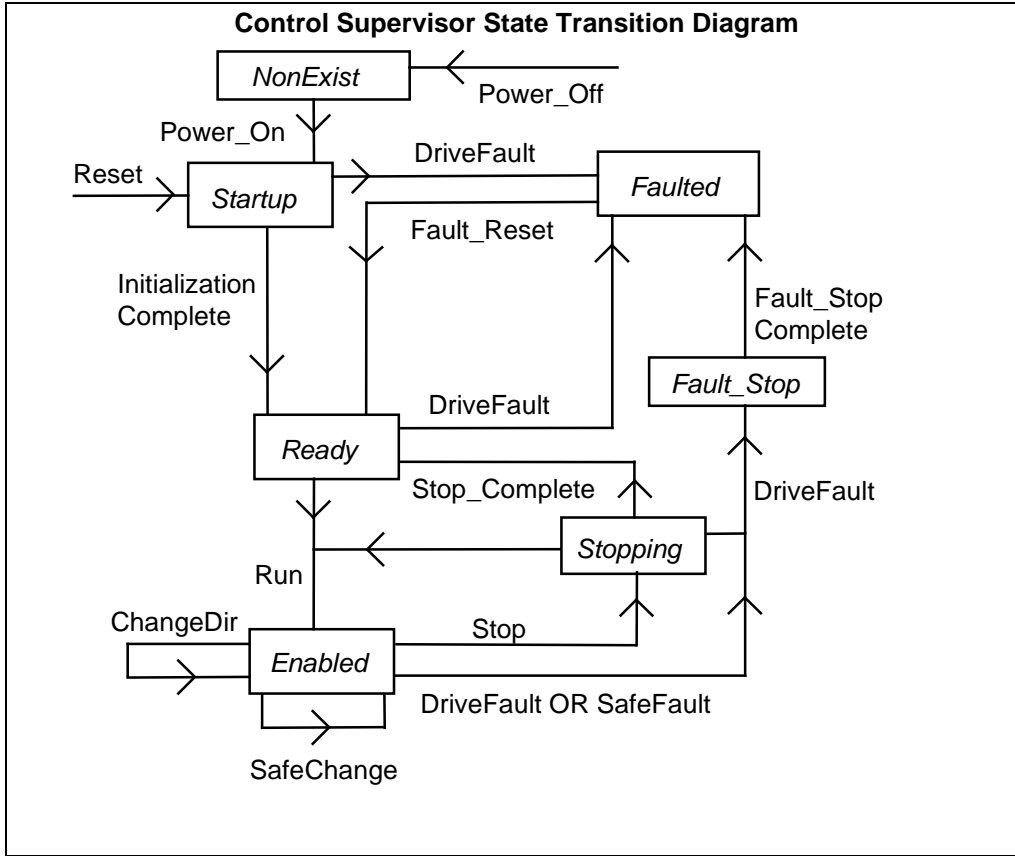 Control Supervisor State Transition Diagram
NonExist
Power_Off
Power_On
DriveFault
Reset
Startup
Faulted
Fault_Reset
Initialization
Complete
Fault_Stop
Complete
Fault_Stop
DriveFault
Ready
Stop_Complete
DriveFault
Stopping
Run
ChangeDir
Stop
Enabled
DriveFault OR SafeFault
SafeChange